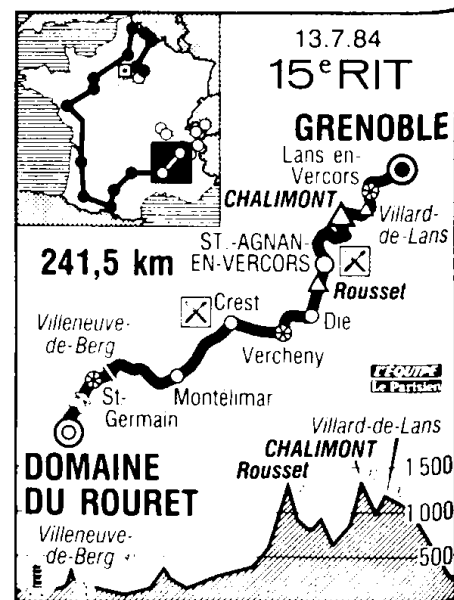 13.7.84
15e RIT
GRENOBLE
Lans en-
Vercors
CHALIMONT
Villard-
de-Lans
ST.-AGNAN-
EN-VERCORS
241,5 km
Rousset
Crest
Die
Villeneuve-
de-Berg
Vercheny
L'EQUIPE
Le Parisien
St-
Germain
Montélimar
DOMAINE
DU ROURET
Villard-de-Lans
CHALIMONT
Rousset
1 500
1 000
500
Villeneuve-
de-Berg